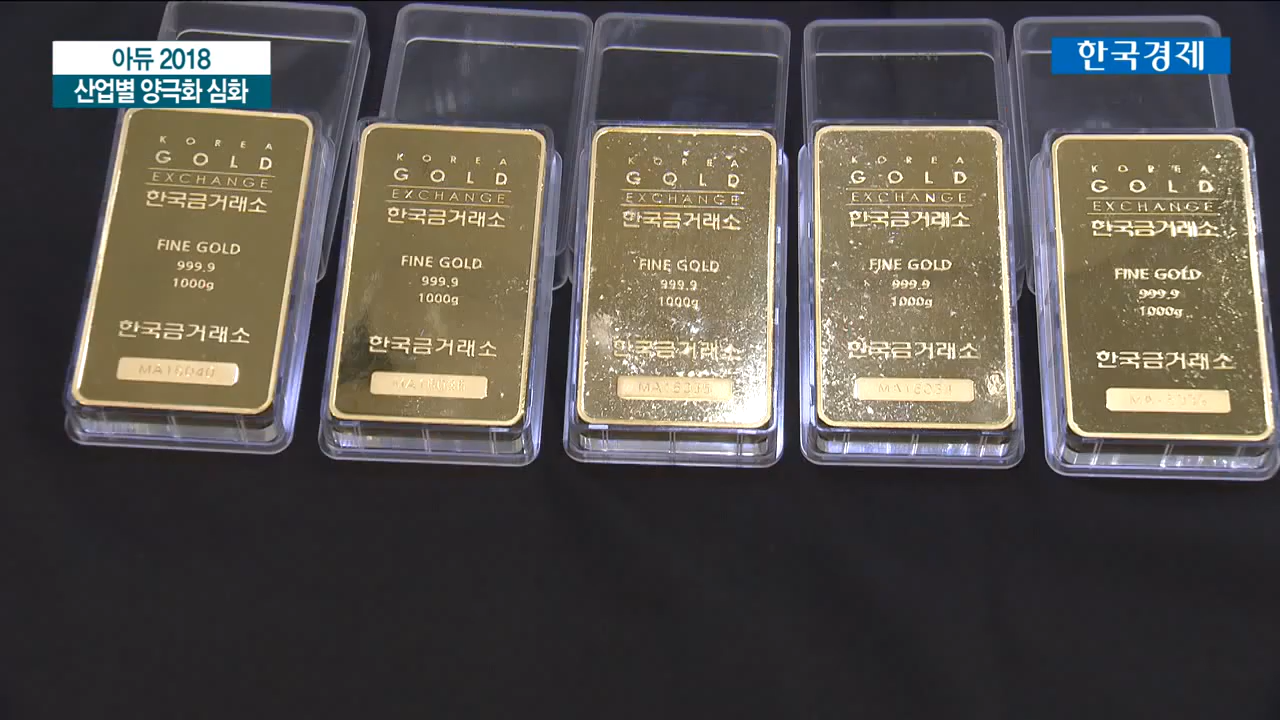 아듀 2018
산업별 양극화 심화
한국경제
KOREA
GOLD
EXCHANGE
한국금거래소
FINE GOLD
999.9
1000g
한국금거래소
MA16040
KOREA
GOLD
EXCHANGE
한국금거래소
FINE GOLD
999.9
1000g
한국금거래소
KOREA
GOLD
EXCHANGE
한국금거래소
FINE GOLD
999.9
1000g
한국금거래소
MA16035
KOREA
GOLD
EXCHANGE
한국금거래소
FINE GOLD
999.9
1000g
한국금거래소
KOREA
GOLD
EXCHANGE
한국금거래소
FINE GOLD
999.9
1000g
한국금거래소